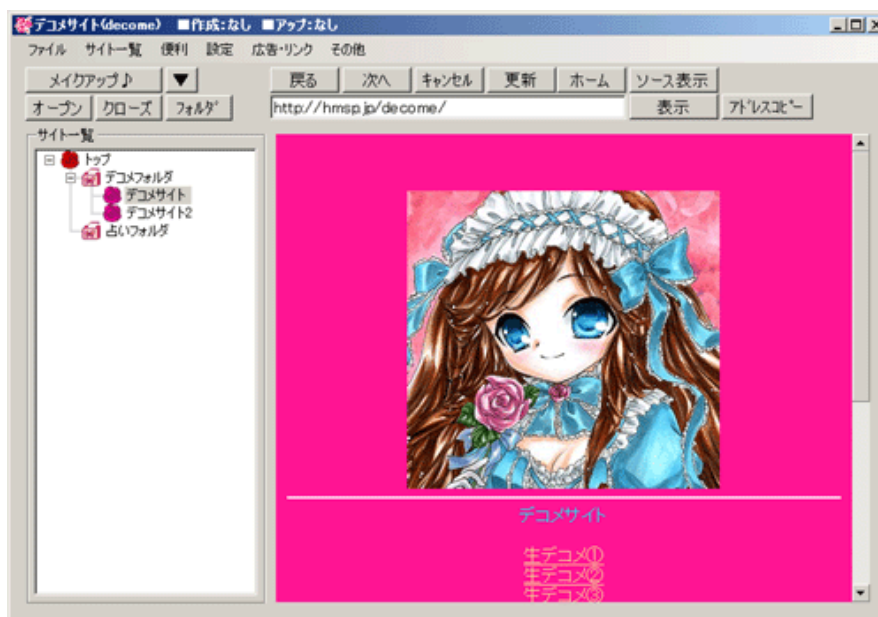 デコメサイト(decome) ■作成:なし ■アップ:なし
ファイル サイト一覧 便利 設定 広告・リンク その他
メイクアップ♪ ▼ 戻る 次へ キャンセル 更新 ホーム ソース表示
オープン クローズ フォルダ http://hmsp.jp/decome/ 表示 アドレスコピー
サイト一覧
トップ
デコメフォルダ
デコメサイト
デコメサイト2
占いフォルダ
デコメサイト
生デコメ①
生デコメ②
生デコメ③